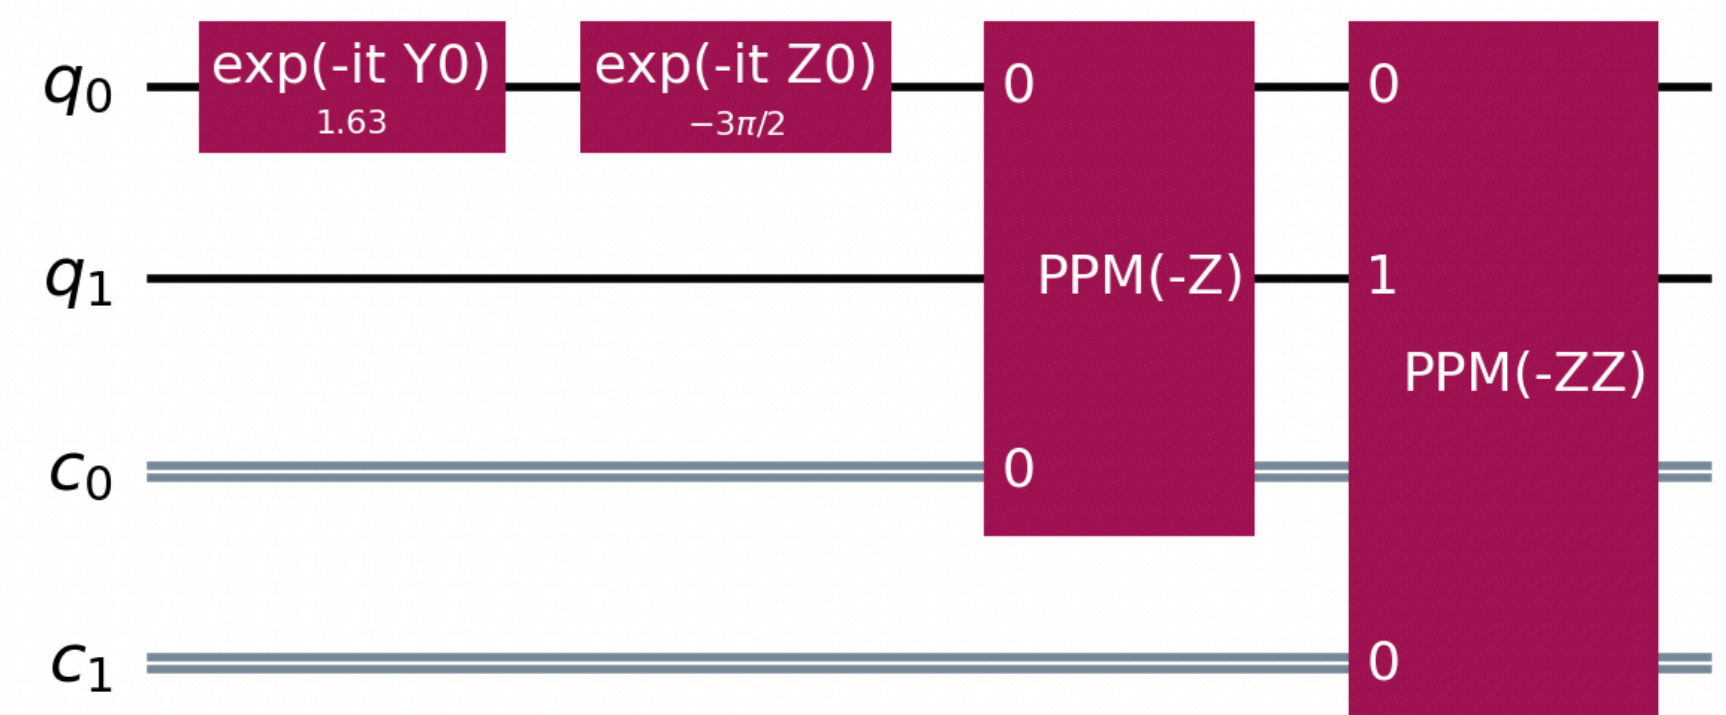 q0 exp(-it Y0) exp(-it Z0) 0 0
1.63 −3π/2
q1 PPM(-Z) 1
PPM(-ZZ)
c0 0
c1 0